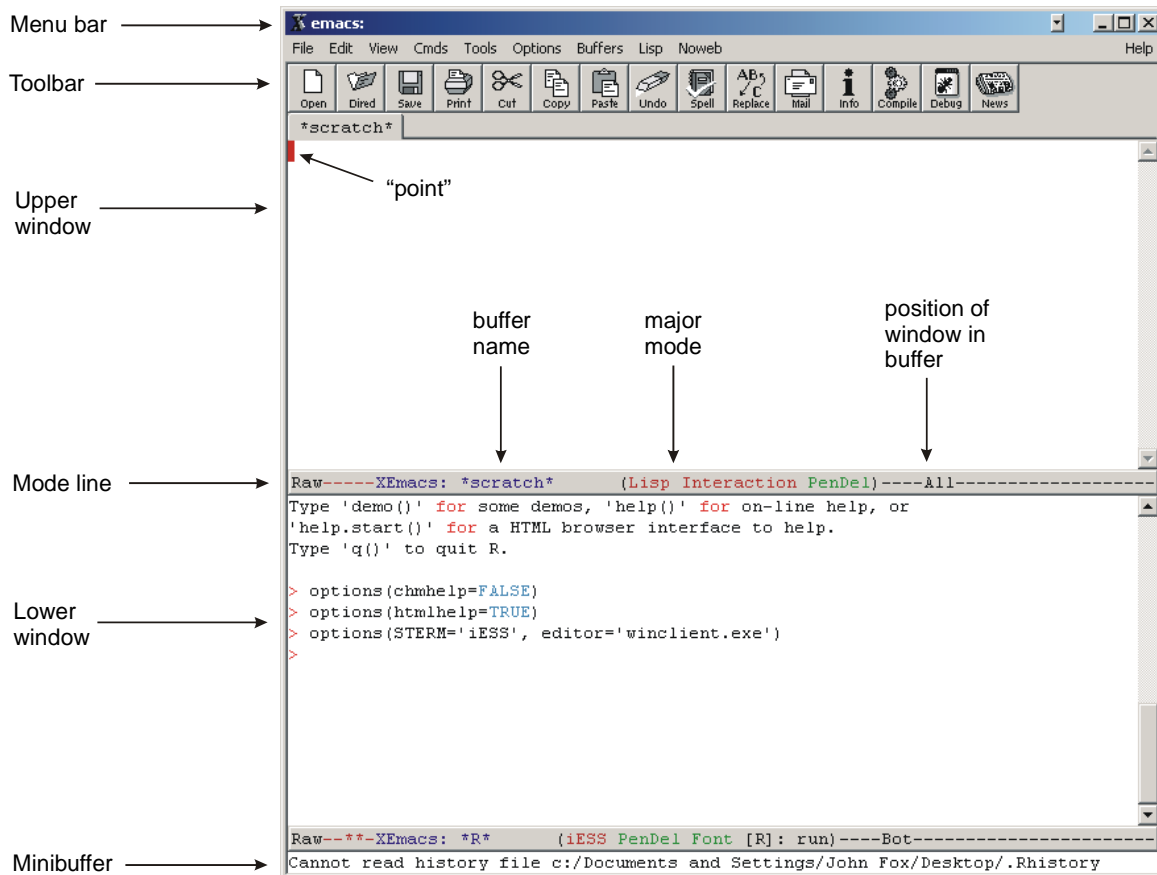 Menu bar
emacs:
File Edit View Cmds Tools Options Buffers Lisp Noweb Help
Toolbar
Open Dired Save Print Cut Copy Paste Undo Spell Replace Mail Info Compile Debug News
*scratch*
“point”
Upper
window
buffer
name
major
mode
position of
window in
buffer
Mode line
Raw-----XEmacs: *scratch* (Lisp Interaction PenDel)----All--------------------
Type 'demo()' for some demos, 'help()' for on-line help, or
'help.start()' for a HTML browser interface to help.
Type 'q()' to quit R.
> options(chmhelp=FALSE)
> options(htmlhelp=TRUE)
> options(STERM='iESS', editor='winclient.exe')
>
Lower
window
Raw--**-XEmacs: *R* (iESS PenDel Font [R]: run)----Bot------------------------
Minibuffer
Cannot read history file c:/Documents and Settings/John Fox/Desktop/.Rhistory